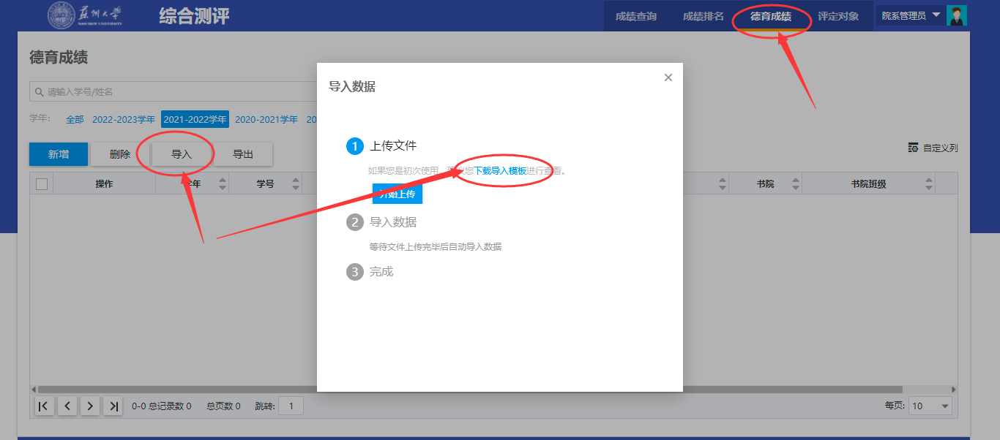 苏州大学
SOOCHOW UNIVERSITY
综合测评
成绩查询
成绩排名
德育成绩
评定对象
院系管理员
德育成绩
请输入学号/姓名
学年:
全部
2022-2023学年
2021-2022学年
2020-2021学年
20
新增
删除
导入
导出
自定义列
操作
学年
学号
书院
书院班级
导入数据
1 上传文件
如果您是初次使用，建议您下载导入模板进行查看。
开始上传
2 导入数据
等待文件上传完毕后自动导入数据
3 完成
0-0 总记录数 0
总页数 0
跳转:
1
每页:
10